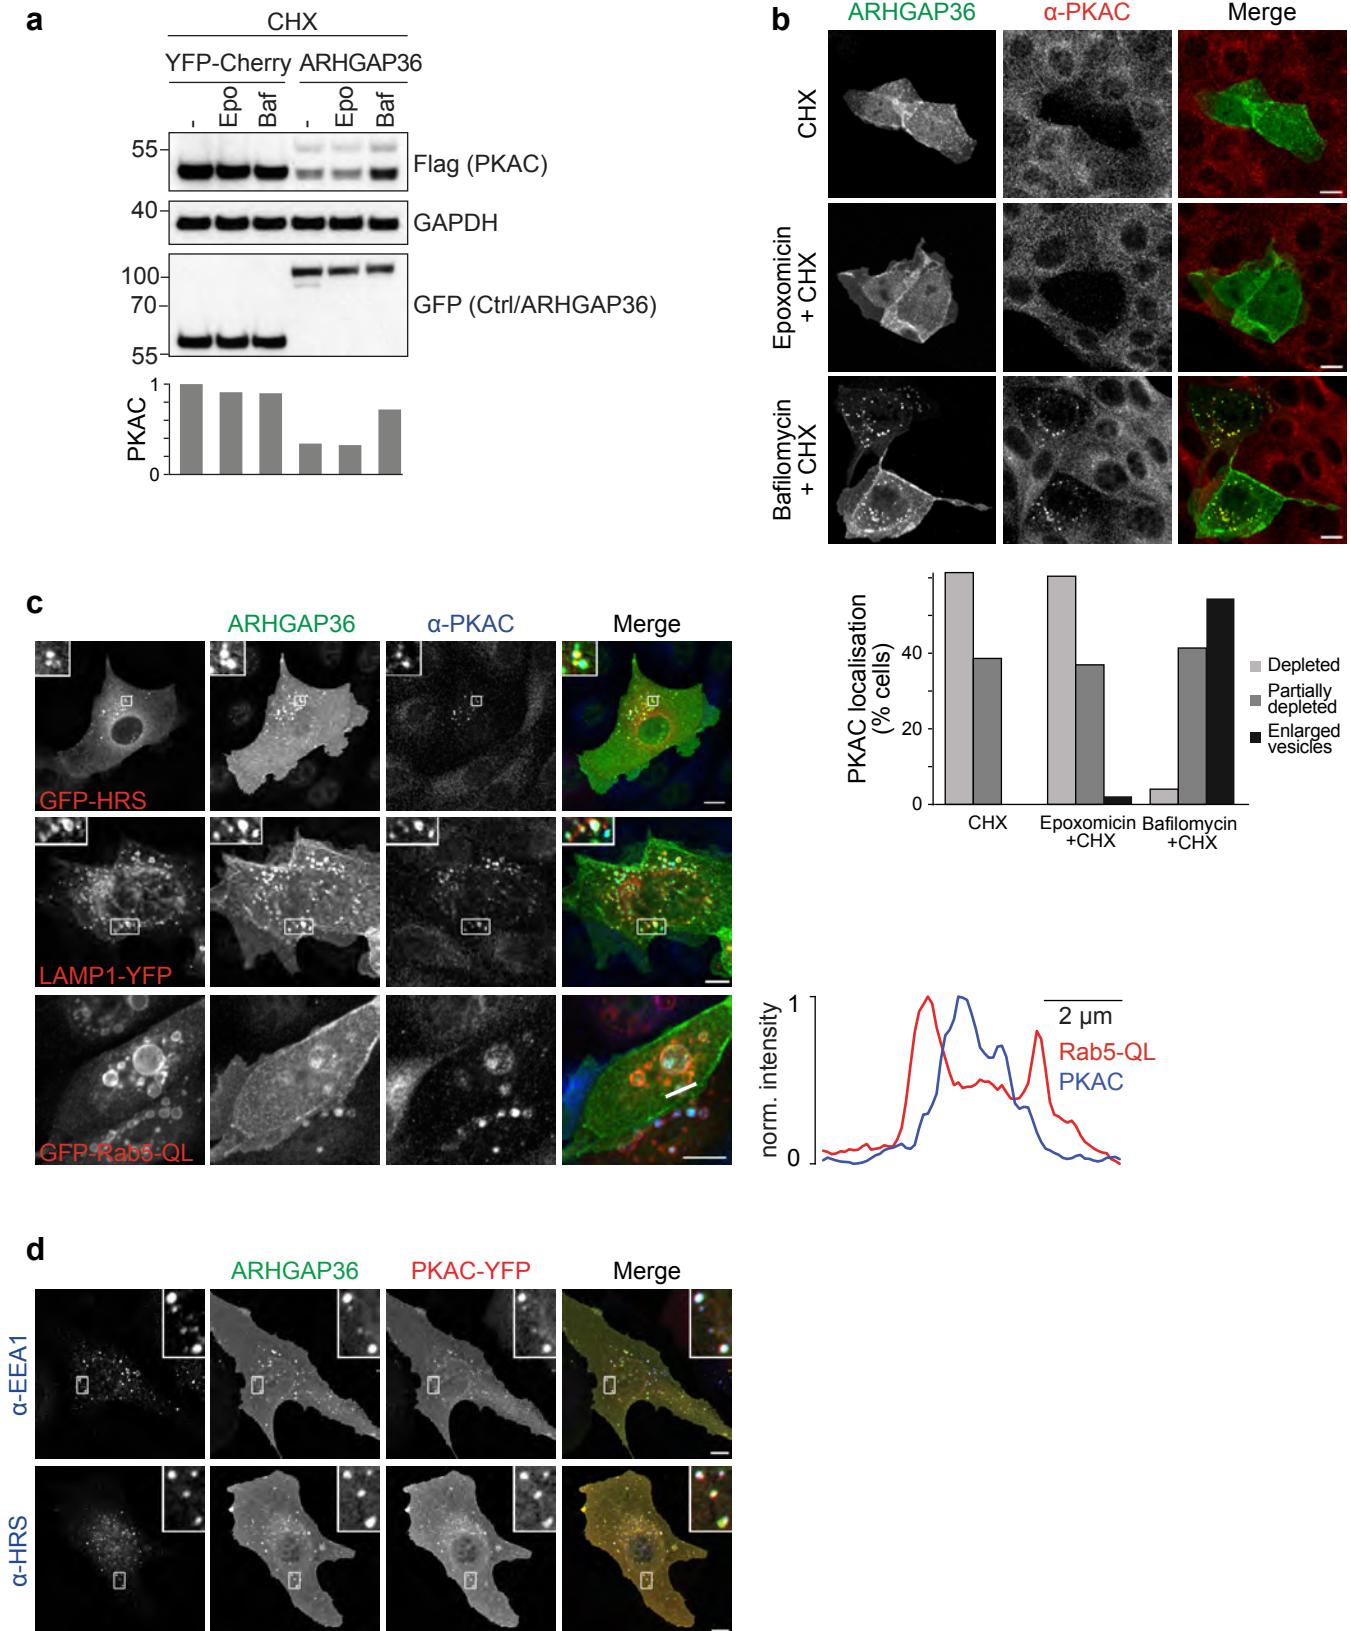 a
CHX
YFP-Cherry ARHGAP36
- Epo Baf - Epo Baf
55
Flag (PKAC)
40
GAPDH
100
70
55
GFP (Ctrl/ARHGAP36)
PKAC
1
0
b
ARHGAP36 α-PKAC Merge
CHX
Epoxomicin
+ CHX
Bafilomycin
+ CHX
PKAC localisation
(% cells)
40
20
0
CHX
Epoxomicin
+CHX
Bafilomycin
+CHX
Depleted
Partially
depleted
Enlarged
vesicles
c
ARHGAP36 α-PKAC Merge
GFP-HRS
LAMP1-YFP
GFP-Rab5-QL
norm. intensity
1
0
2 µm
Rab5-QL
PKAC
d
ARHGAP36 PKAC-YFP Merge
α-EEA1
α-HRS